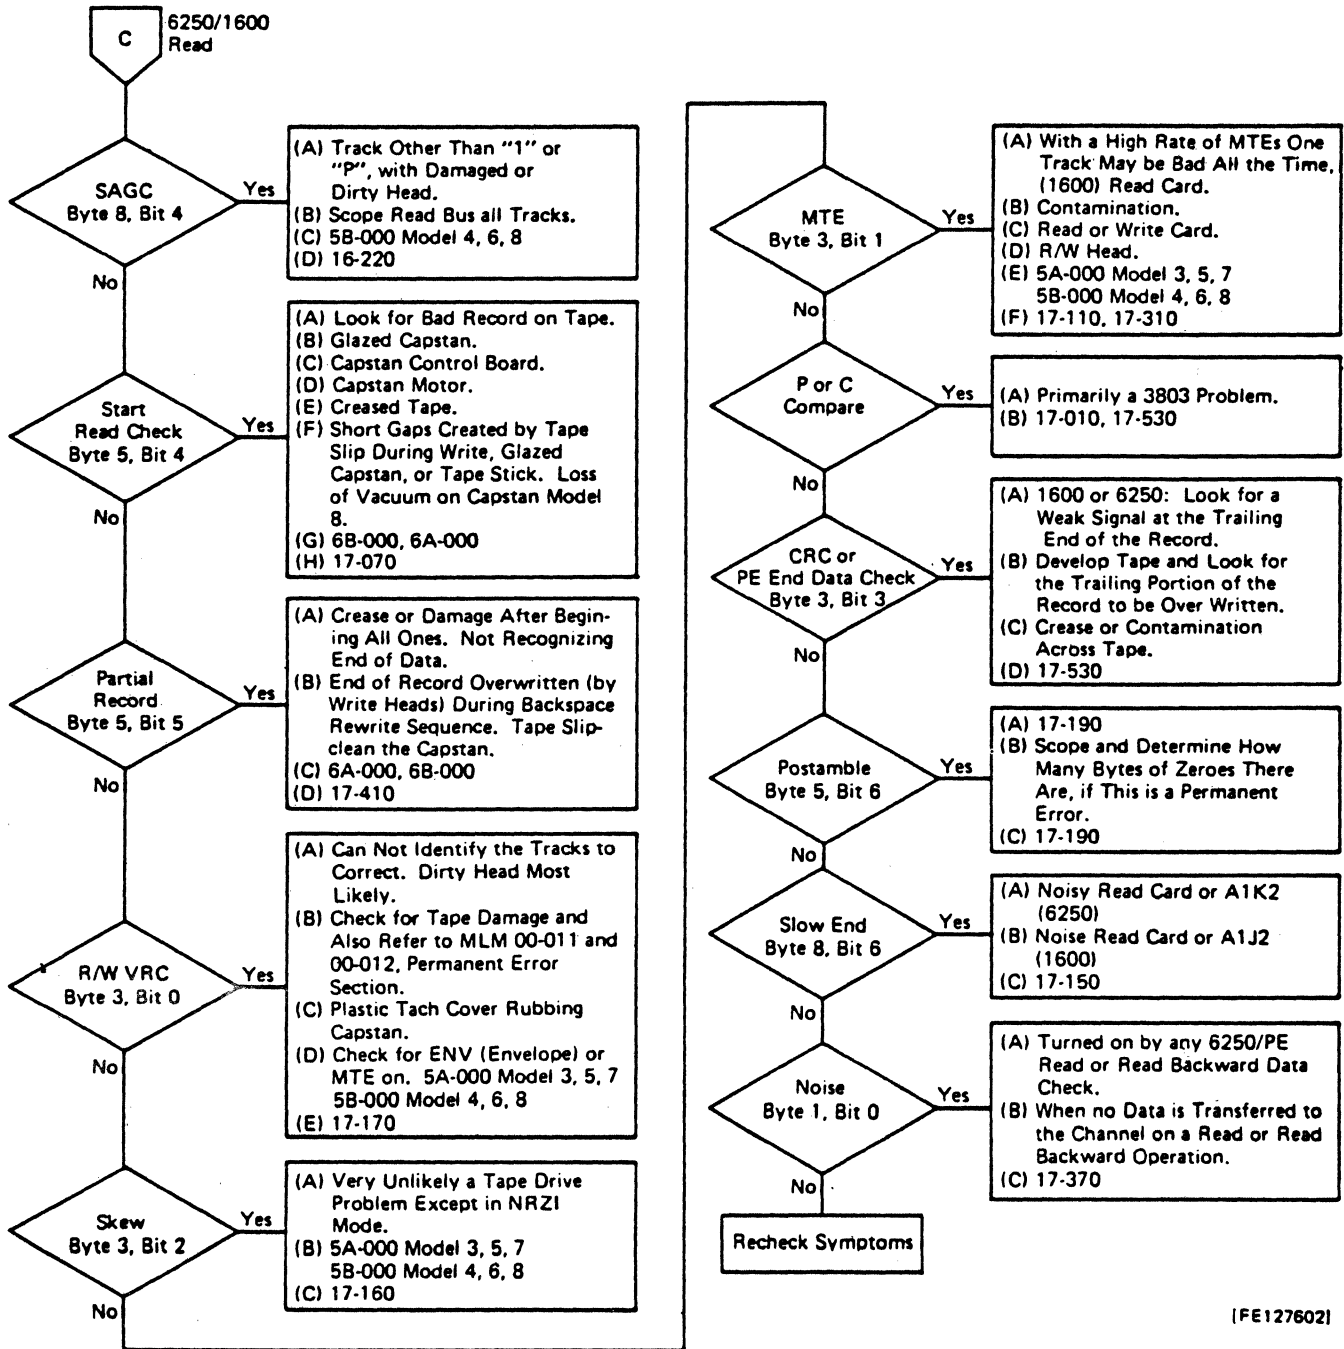 C
6250/1600
Read
SAGC
Byte 8, Bit 4
Yes
No
(A) Track Other Than "1" or
"P", with Damaged or
Dirty Head.
(B) Scope Read Bus all Tracks.
(C) 5B-000 Model 4, 6, 8
(D) 16-220
Start
Read Check
Byte 5, Bit 4
Yes
No
(A) Look for Bad Record on Tape.
(B) Glazed Capstan.
(C) Capstan Control Board.
(D) Capstan Motor.
(E) Creased Tape.
(F) Short Gaps Created by Tape
Slip During Write, Glazed
Capstan, or Tape Stick. Loss
of Vacuum on Capstan Model
8.
(G) 6B-000, 6A-000
(H) 17-070
Partial
Record
Byte 5, Bit 5
Yes
No
(A) Crease or Damage After Begin-
ing All Ones. Not Recognizing
End of Data.
(B) End of Record Overwritten (by
Write Heads) During Backspace
Rewrite Sequence. Tape Slip-
clean the Capstan.
(C) 6A-000, 6B-000
(D) 17-410
R/W VRC
Byte 3, Bit 0
Yes
No
(A) Can Not Identify the Tracks to
Correct. Dirty Head Most
Likely.
(B) Check for Tape Damage and
Also Refer to MLM 00-011 and
00-012, Permanent Error
Section.
(C) Plastic Tach Cover Rubbing
Capstan.
(D) Check for ENV (Envelope) or
MTE on. 5A-000 Model 3, 5, 7
5B-000 Model 4, 6, 8
(E) 17-170
Skew
Byte 3, Bit 2
Yes
No
(A) Very Unlikely a Tape Drive
Problem Except in NRZI
Mode.
(B) 5A-000 Model 3, 5, 7
5B-000 Model 4, 6, 8
(C) 17-160
MTE
Byte 3, Bit 1
Yes
No
(A) With a High Rate of MTEs One
Track May be Bad All the Time,
(1600) Read Card.
(B) Contamination.
(C) Read or Write Card.
(D) R/W Head.
(E) 5A-000 Model 3, 5, 7
5B-000 Model 4, 6, 8
(F) 17-110, 17-310
P or C
Compare
Yes
No
(A) Primarily a 3803 Problem.
(B) 17-010, 17-530
CRC or
PE End Data Check
Byte 3, Bit 3
Yes
No
(A) 1600 or 6250: Look for a
Weak Signal at the Trailing
End of the Record.
(B) Develop Tape and Look for
the Trailing Portion of the
Record to be Over Written.
(C) Crease or Contamination
Across Tape.
(D) 17-530
Postamble
Byte 5, Bit 6
Yes
No
(A) 17-190
(B) Scope and Determine How
Many Bytes of Zeroes There
Are, if This is a Permanent
Error.
(C) 17-190
Slow End
Byte 8, Bit 6
Yes
No
(A) Noisy Read Card or A1K2
(6250)
(B) Noise Read Card or A1J2
(1600)
(C) 17-150
Noise
Byte 1, Bit 0
Yes
No
(A) Turned on by any 6250/PE
Read or Read Backward Data
Check.
(B) When no Data is Transferred to
the Channel on a Read or Read
Backward Operation.
(C) 17-370
Recheck Symptoms
[FE127602]